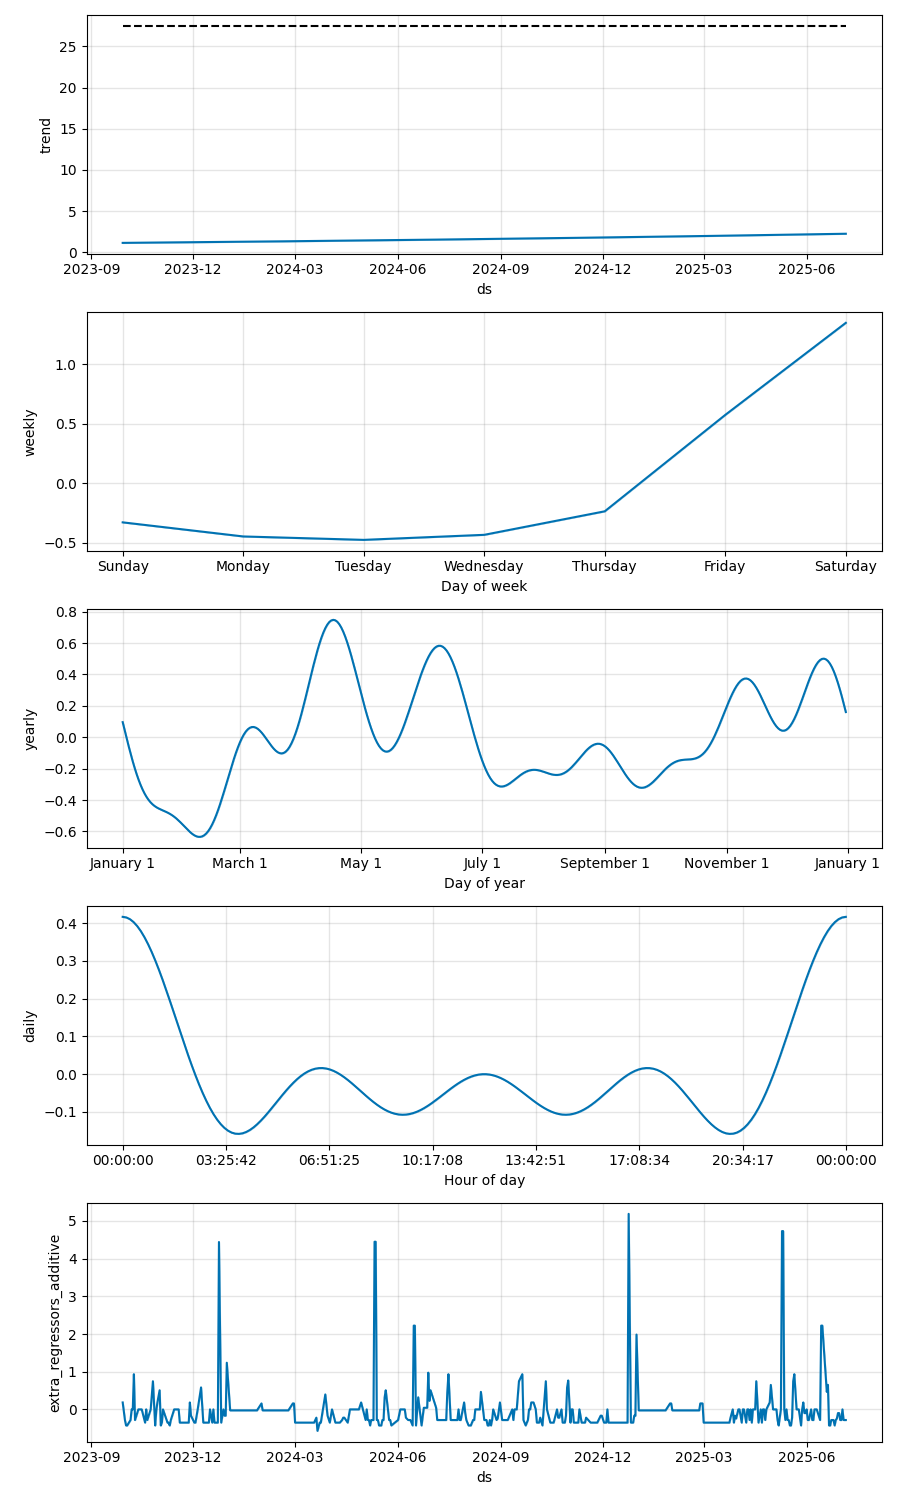 25
20
15
10
5
0
trend
2023-09 2023-12 2024-03 2024-06 2024-09 2024-12 2025-03 2025-06
ds
1.0
0.5
0.0
−0.5
weekly
Sunday Monday Tuesday Wednesday Thursday Friday Saturday
Day of week
0.8
0.6
0.4
0.2
0.0
−0.2
−0.4
−0.6
yearly
January 1 March 1 May 1 July 1 September 1 November 1 January 1
Day of year
0.4
0.3
0.2
0.1
0.0
−0.1
daily
00:00:00 03:25:42 06:51:25 10:17:08 13:42:51 17:08:34 20:34:17 00:00:00
Hour of day
5
4
3
2
1
0
extra_regressors_additive
2023-09 2023-12 2024-03 2024-06 2024-09 2024-12 2025-03 2025-06
ds